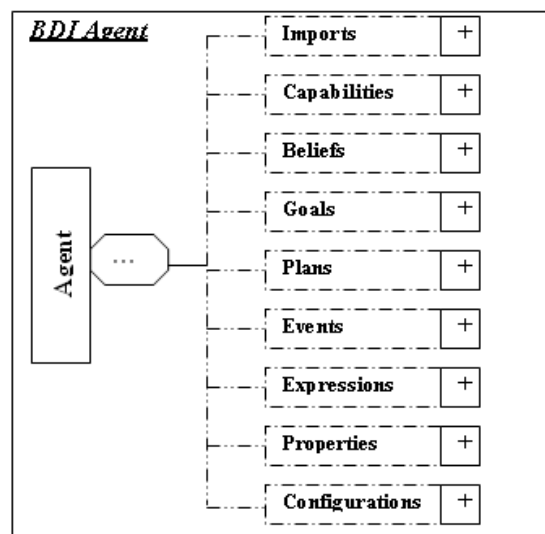 BDI Agent
Agent
...
Imports +
Capabilities +
Beliefs +
Goals +
Plans +
Events +
Expressions +
Properties +
Configurations +